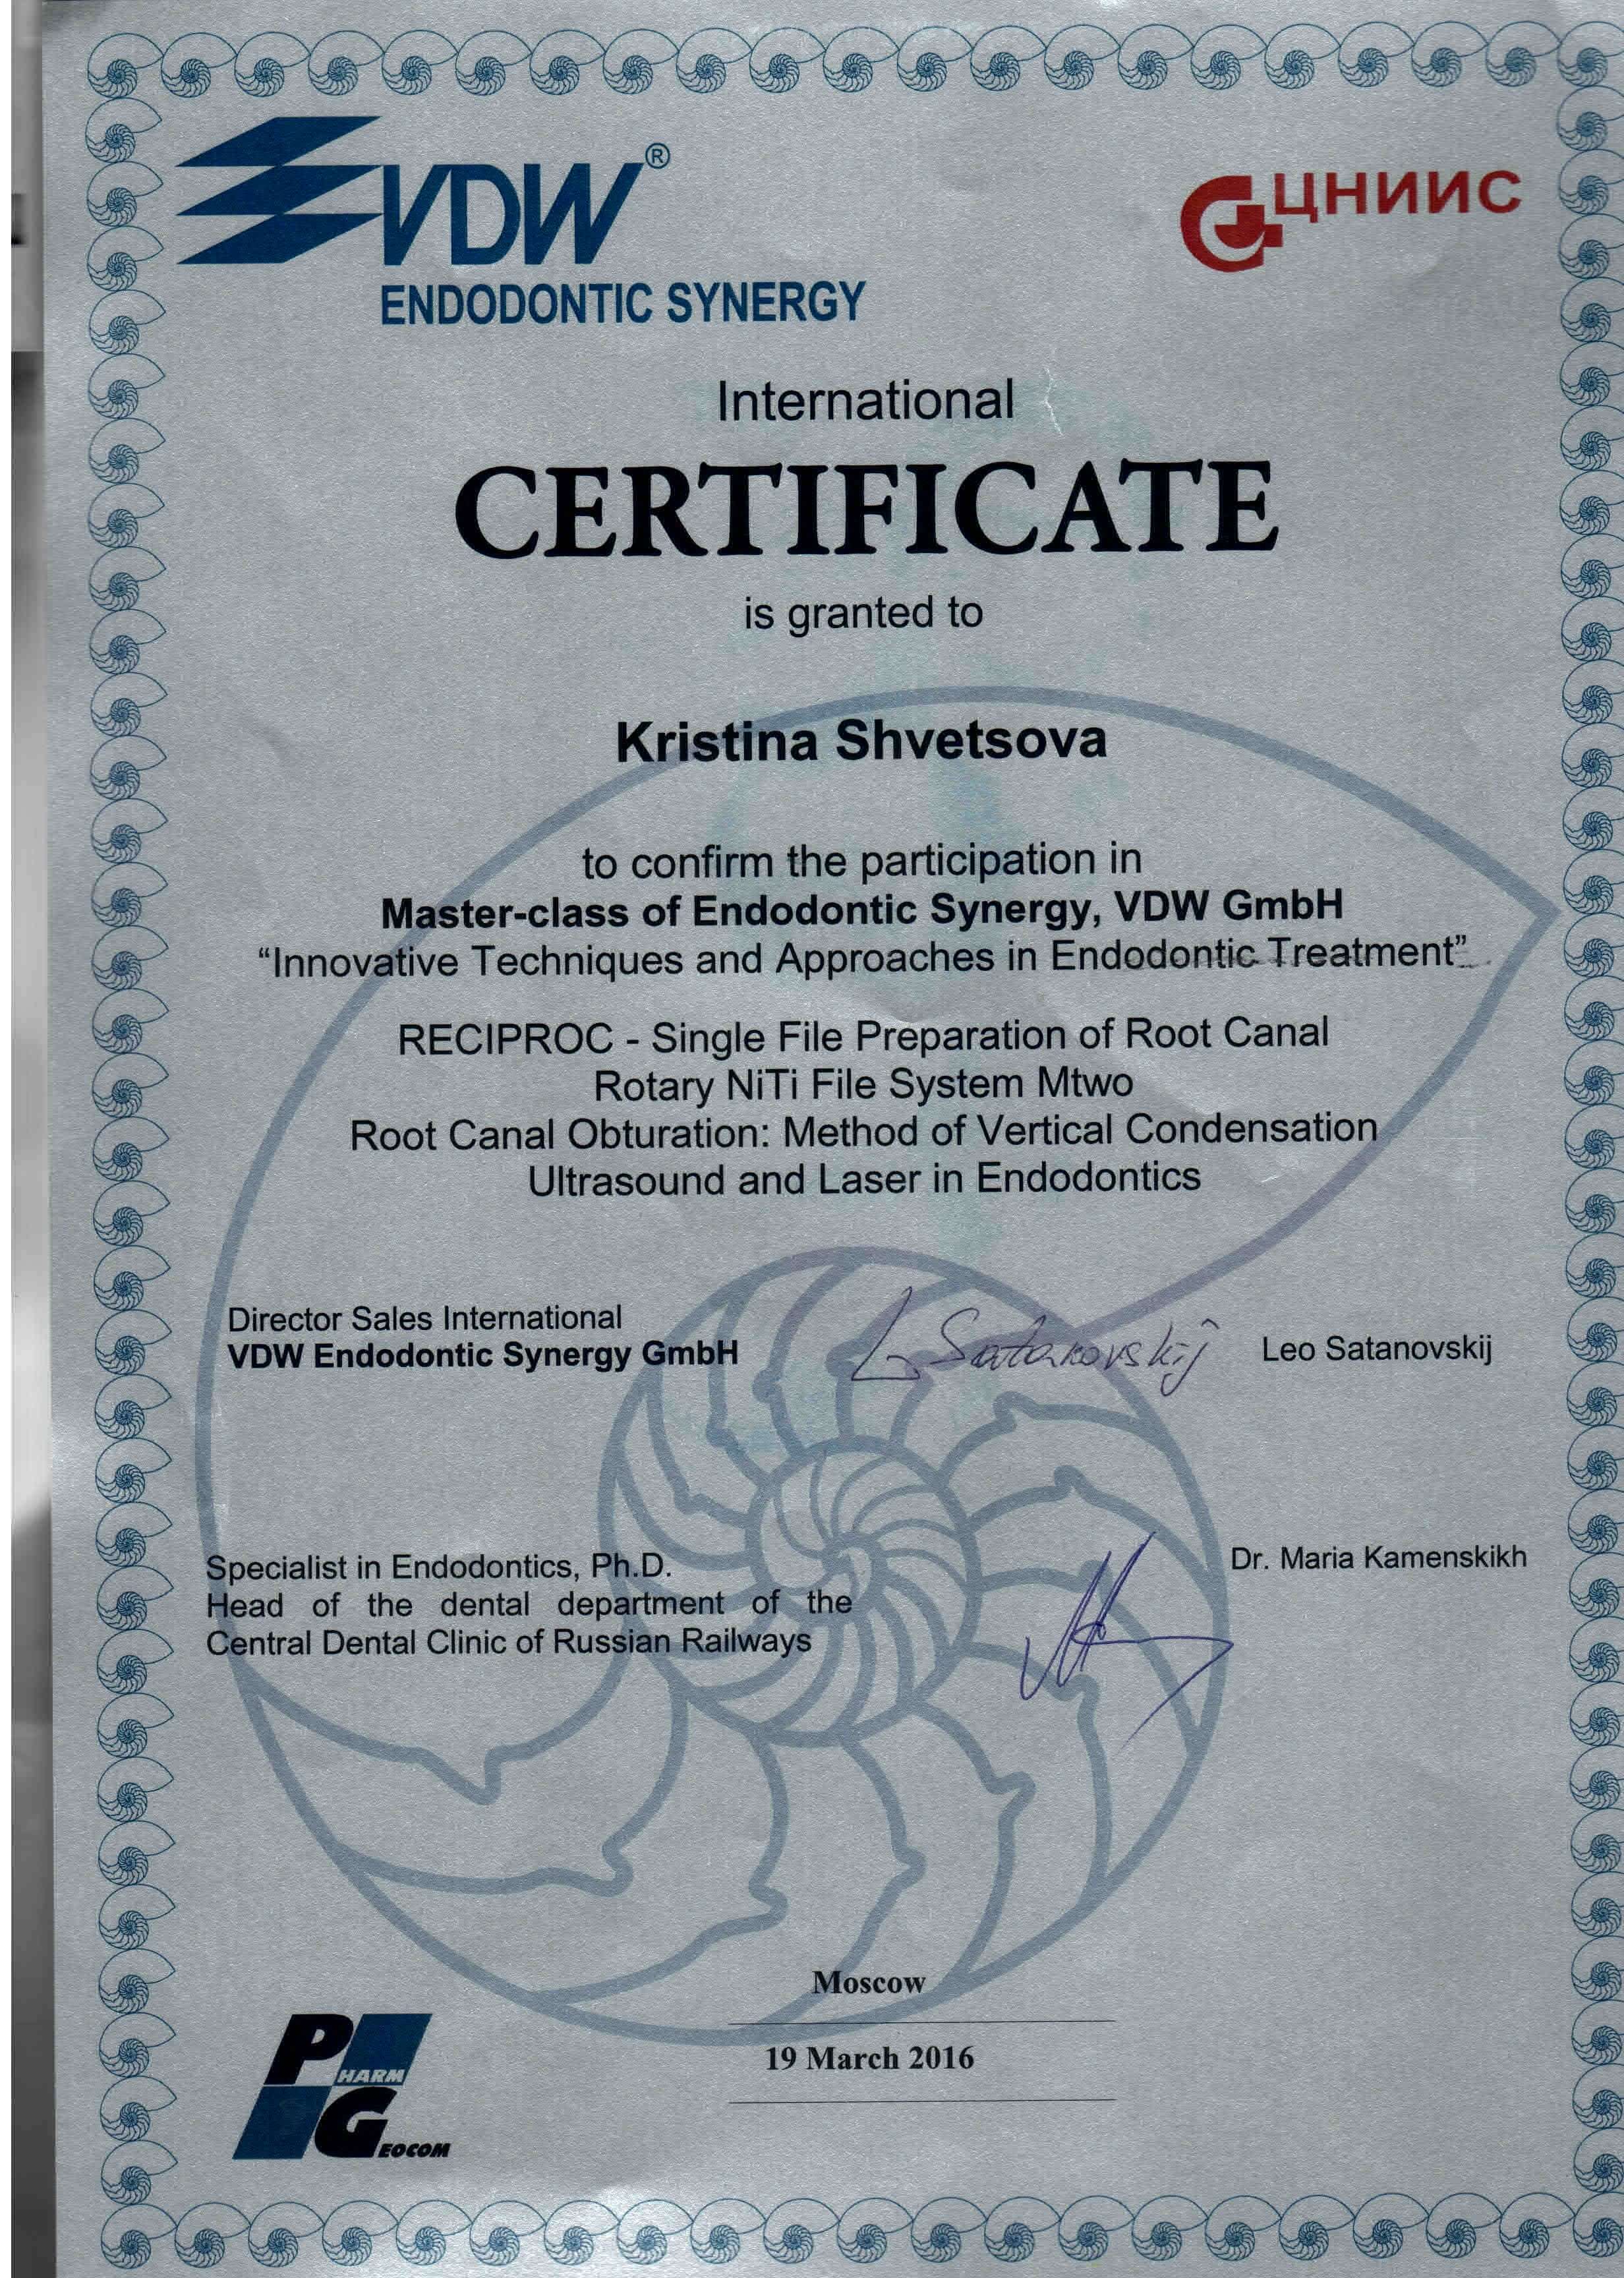 VDW®
ENDODONTIC SYNERGY
ЦНИИС
International
CERTIFICATE
is granted to
Kristina Shvetsova
to confirm the participation in
Master-class of Endodontic Synergy, VDW GmbH
“Innovative Techniques and Approaches in Endodontic Treatment”
RECIPROC - Single File Preparation of Root Canal
Rotary NiTi File System Mtwo
Root Canal Obturation: Method of Vertical Condensation
Ultrasound and Laser in Endodontics
Director Sales International
VDW Endodontic Synergy GmbH
L Satanovskij
Leo Satanovskij
Dr. Maria Kamenskikh
Specialist in Endodontics, Ph.D.
Head of the dental department of the
Central Dental Clinic of Russian Railways
Moscow
19 March 2016
PHARM
GEOCOM